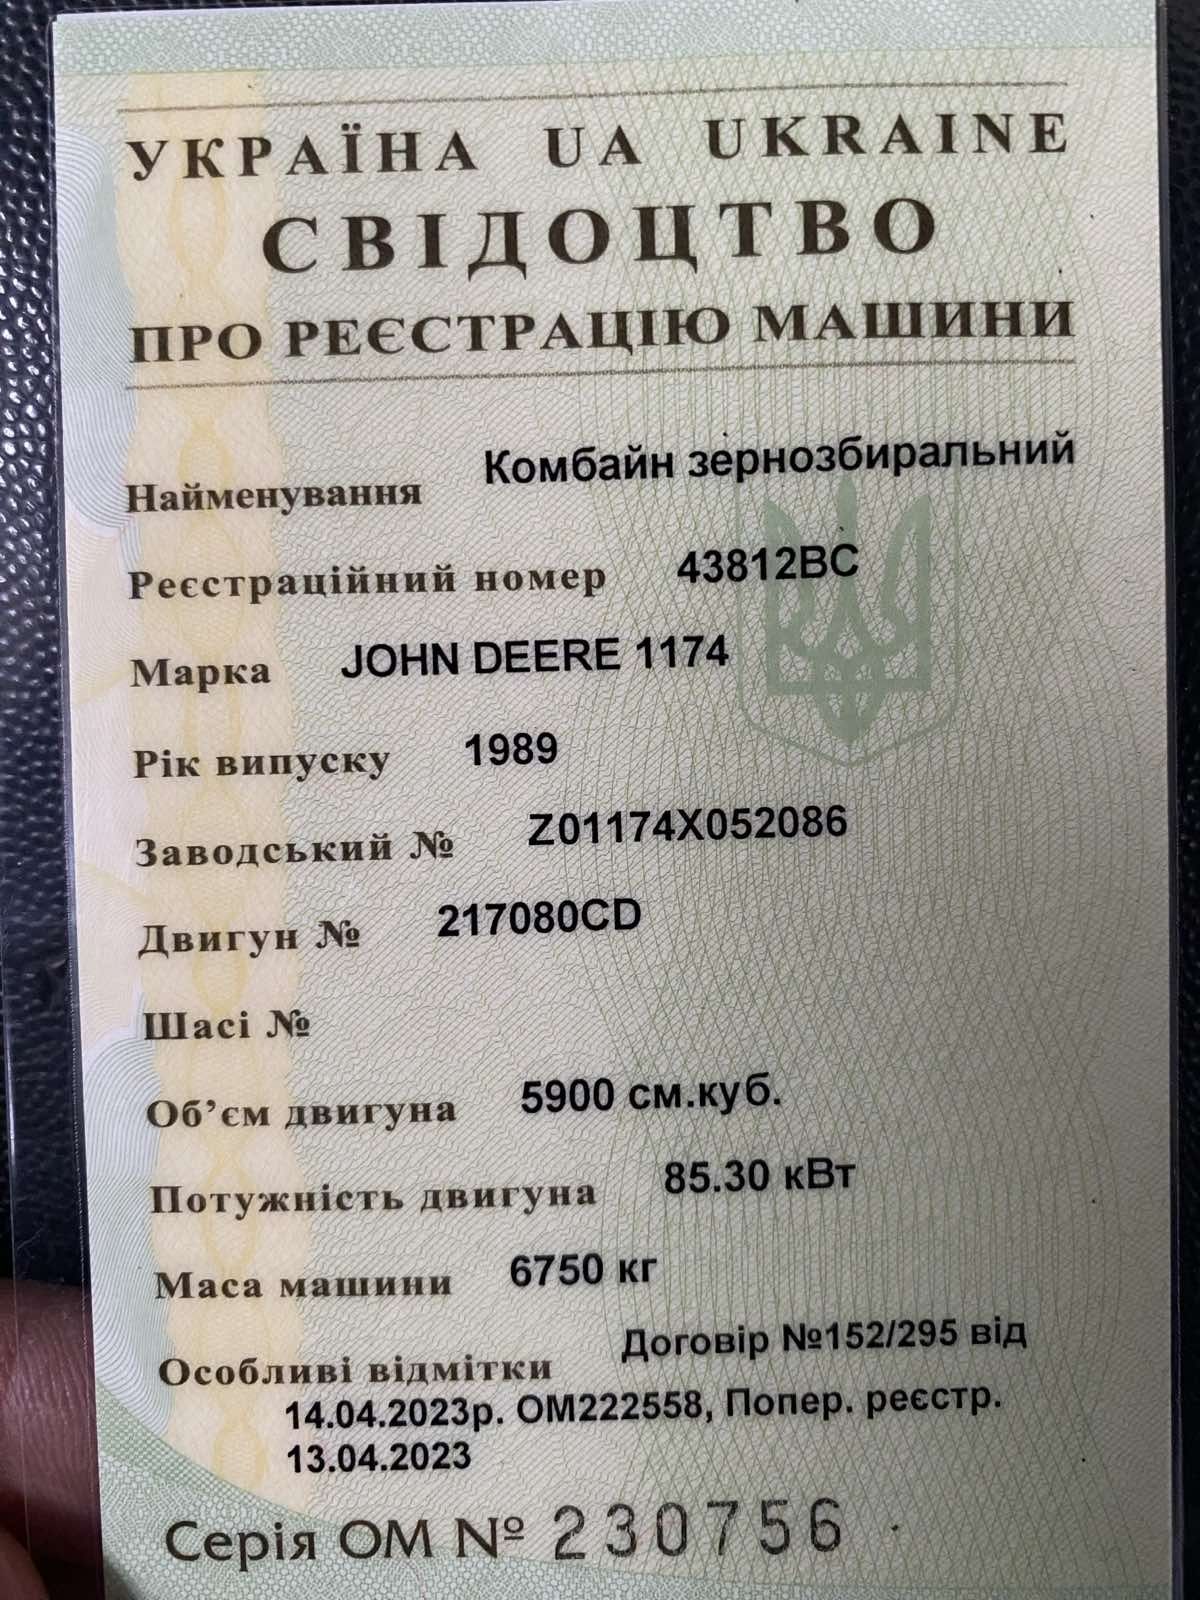 УКРАЇНА UA UKRAINE
СВІДОЦТВО
ПРО РЕЄСТРАЦІЮ МАШИНИ
Найменування Комбайн зернозбиральний
Реєстраційний номер 43812ВС
Марка JOHN DEERE 1174
Рік випуску 1989
Заводський № Z01174X052086
Двигун № 217080CD
Шасі №
Об’єм двигуна 5900 см.куб.
Потужність двигуна 85.30 кВт
Маса машини 6750 кг
Особливі відмітки Договір №152/295 від
14.04.2023р. ОМ222558, Попер. реєстр.
13.04.2023
Серія ОМ № 230756